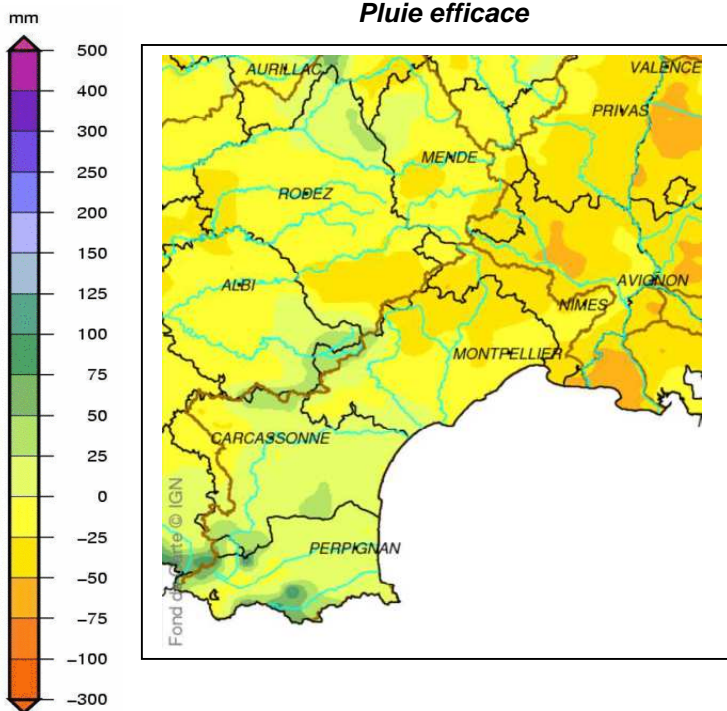 Pluie efficace
mm
500
400
300
250
200
150
125
100
75
50
25
0
−25
−50
−75
−100
−300
AURILLAC
VALENCE
PRIVAS
MENDE
RODEZ
ALBI
AVIGNON
NIMES
MONTPELLIER
CARCASSONNE
PERPIGNAN
Fond de Carte © IGN